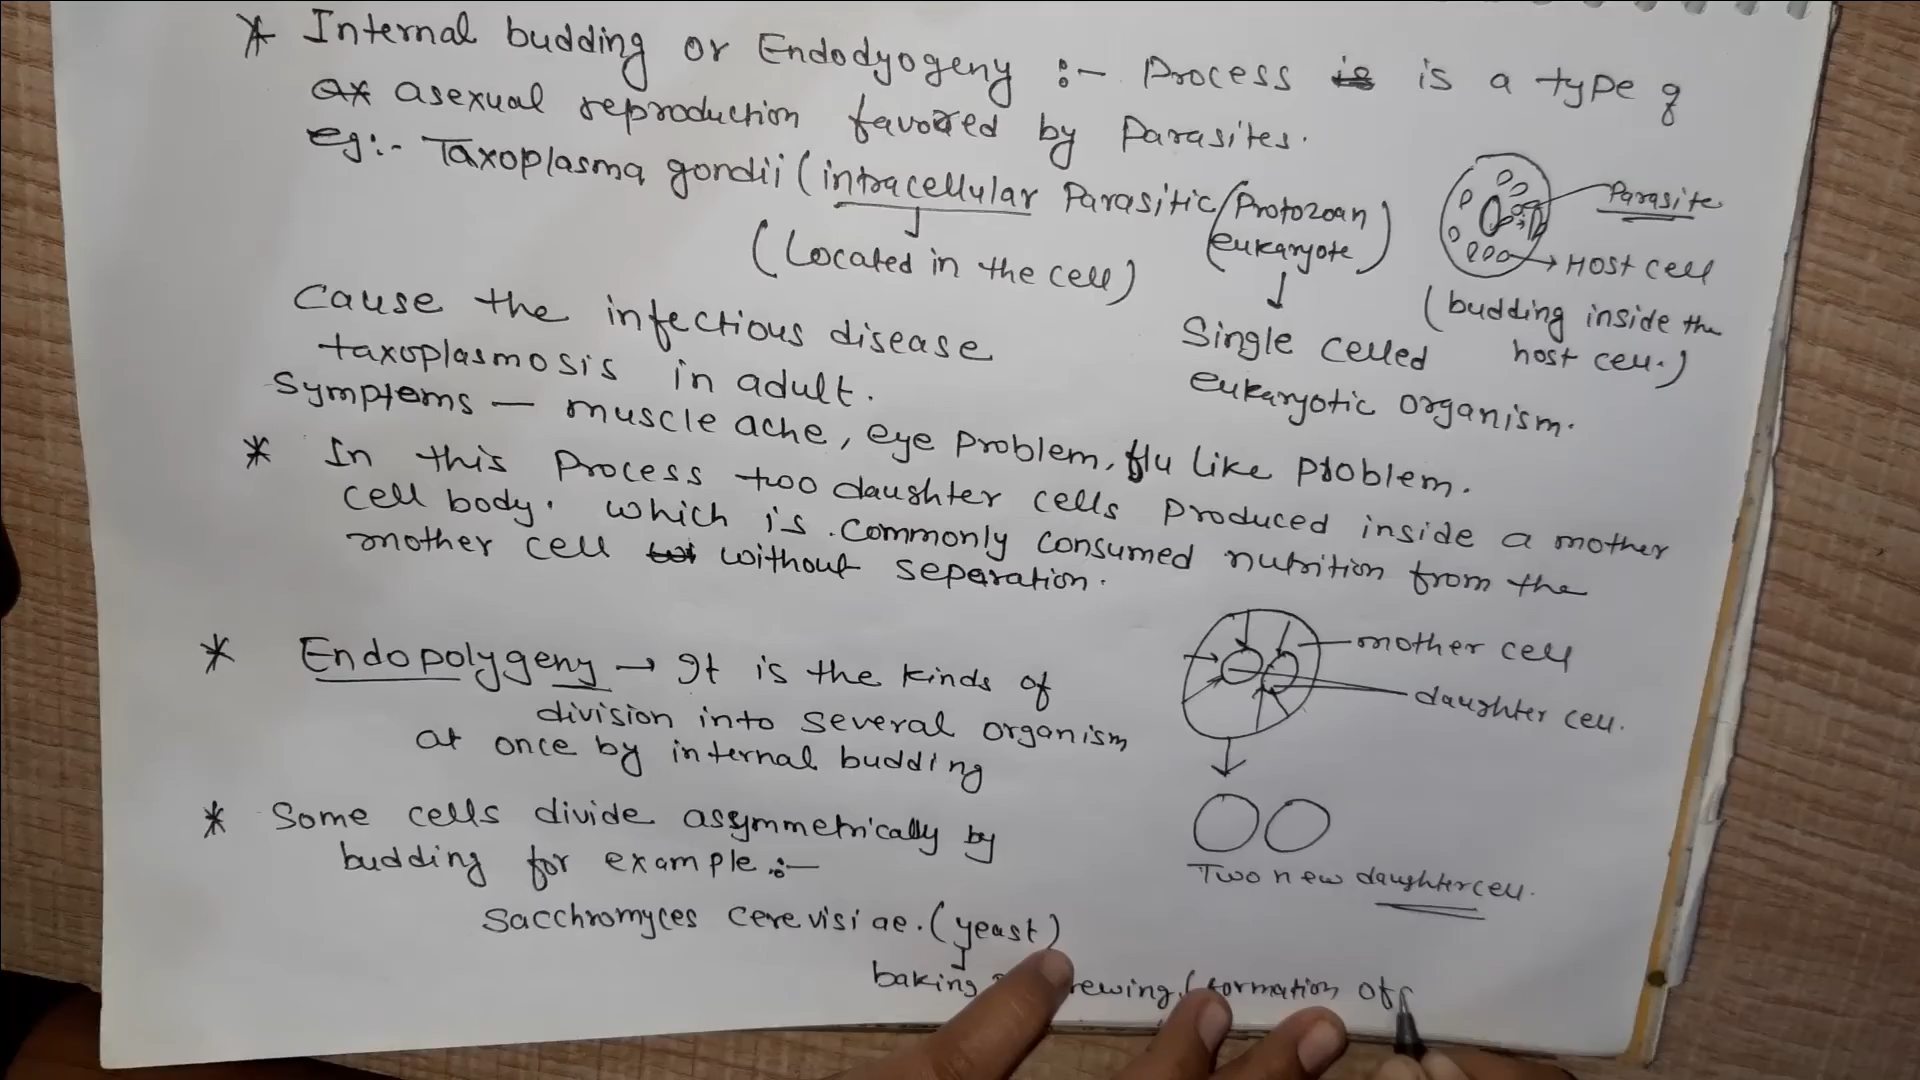 * Internal budding or Endodyogeny :- Process is is a type of
asexual reproduction favored by Parasites.
eg:- Taxoplasma gondii (intracellular Parasitic/Protozoan
eukaryote)
(Located in the cell)
Parasite
Host cell
(budding inside the
host cell.)
Single celled
eukaryotic organism.
Cause the infectious disease
taxoplasmosis in adult.
Symptoms — muscle ache, eye problem, flu like problem.
* In this Process two daughter cells produced inside a mother
cell body. which is commonly consumed nutrition from the
mother cell without separation.
* Endopolygeny → It is the kinds of
division into several organism
at once by internal budding
mother cell
daughter cell.
Two new daughter cell.
* Some cells divide assymmetrically by
budding for example :-
Sacchromyces cerevisiae. (yeast)
baking rewing (formation of